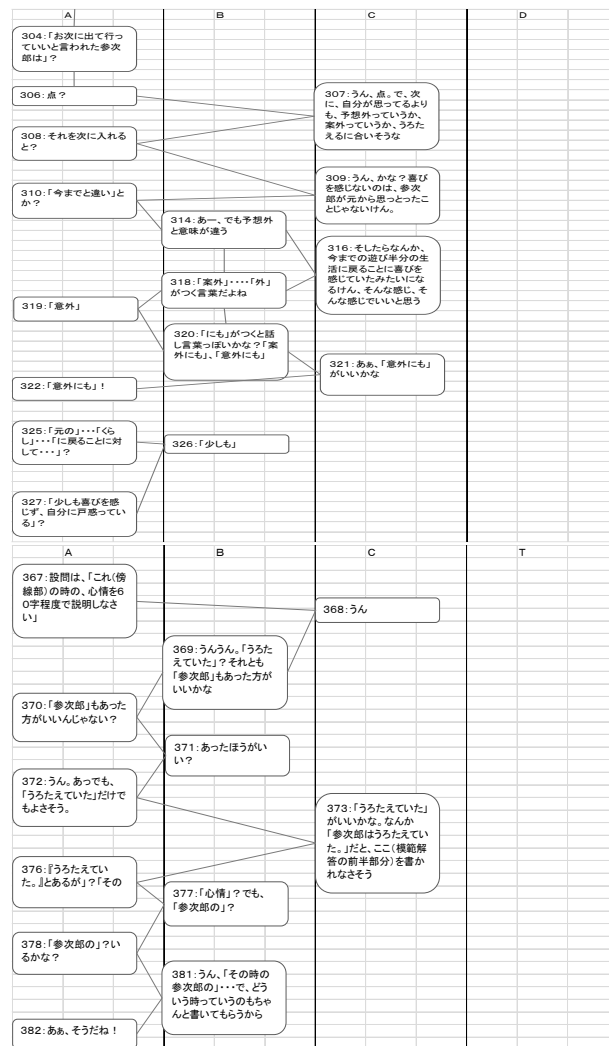 A B C D
304:「お次に出て行っ
ていいと言われた参次
郎は」?
306:点?
307:うん、点。で、次
に、自分が思ってるより
も、予想外っていうか、
案外っていうか、うろた
えるに合いそうな
308:それを次に入れる
と?
309:うん、かな?喜び
を感じないのは、参次
郎が元から思っとったこ
とじゃないけん。
310:「今までと違い」と
か?
314:あー、でも予想外
と意味が違う
316:そしたらなんか、
今までの遊び半分の生
活に戻ることに喜びを
感じていたみたいにな
るけん、そんな感じ、そ
んな感じでいいと思う
318:「案外」・・・・「外」
がつく言葉だよね
319:「意外」
320:「にも」がつくと話
し言葉っぽいかな?「案
外にも」、「意外にも」
321:あぁ、「意外にも」
がいいかな
322:「意外にも」!
325:「元の」・・・「くら
し」・・・「に戻ることに対
して・・・」?
326:「少しも」
327:「少しも喜びを感
じず、自分に戸惑ってい
る」?
A B C T
367:設問は、「これ(傍
線部)の時の、心情を6
0字程度で説明しなさ
い」
368:うん
369:うんうん。「うろた
えていた」?それとも
「参次郎」もあった方が
いいかな
370:「参次郎」もあった
方がいいんじゃない?
371:あったほうがい
い?
372:うん。あっでも、
「うろたえていた」だけで
もよさそう。
373:「うろたえていた」
がいいかな。なんか
「参次郎はうろたえてい
た。」だと、ここ(模範解
答の前半部分)を書か
れなさそう
376:『うろたえてい
た。』とあるが」?「その
377:「心情」?でも、
「参次郎の」?
378:「参次郎の」?い
るかな?
381:うん、「その時の
参次郎の」・・・で、どう
いう時っていうのもちゃ
んと書いてもらうから
382:あぁ、そうだね!